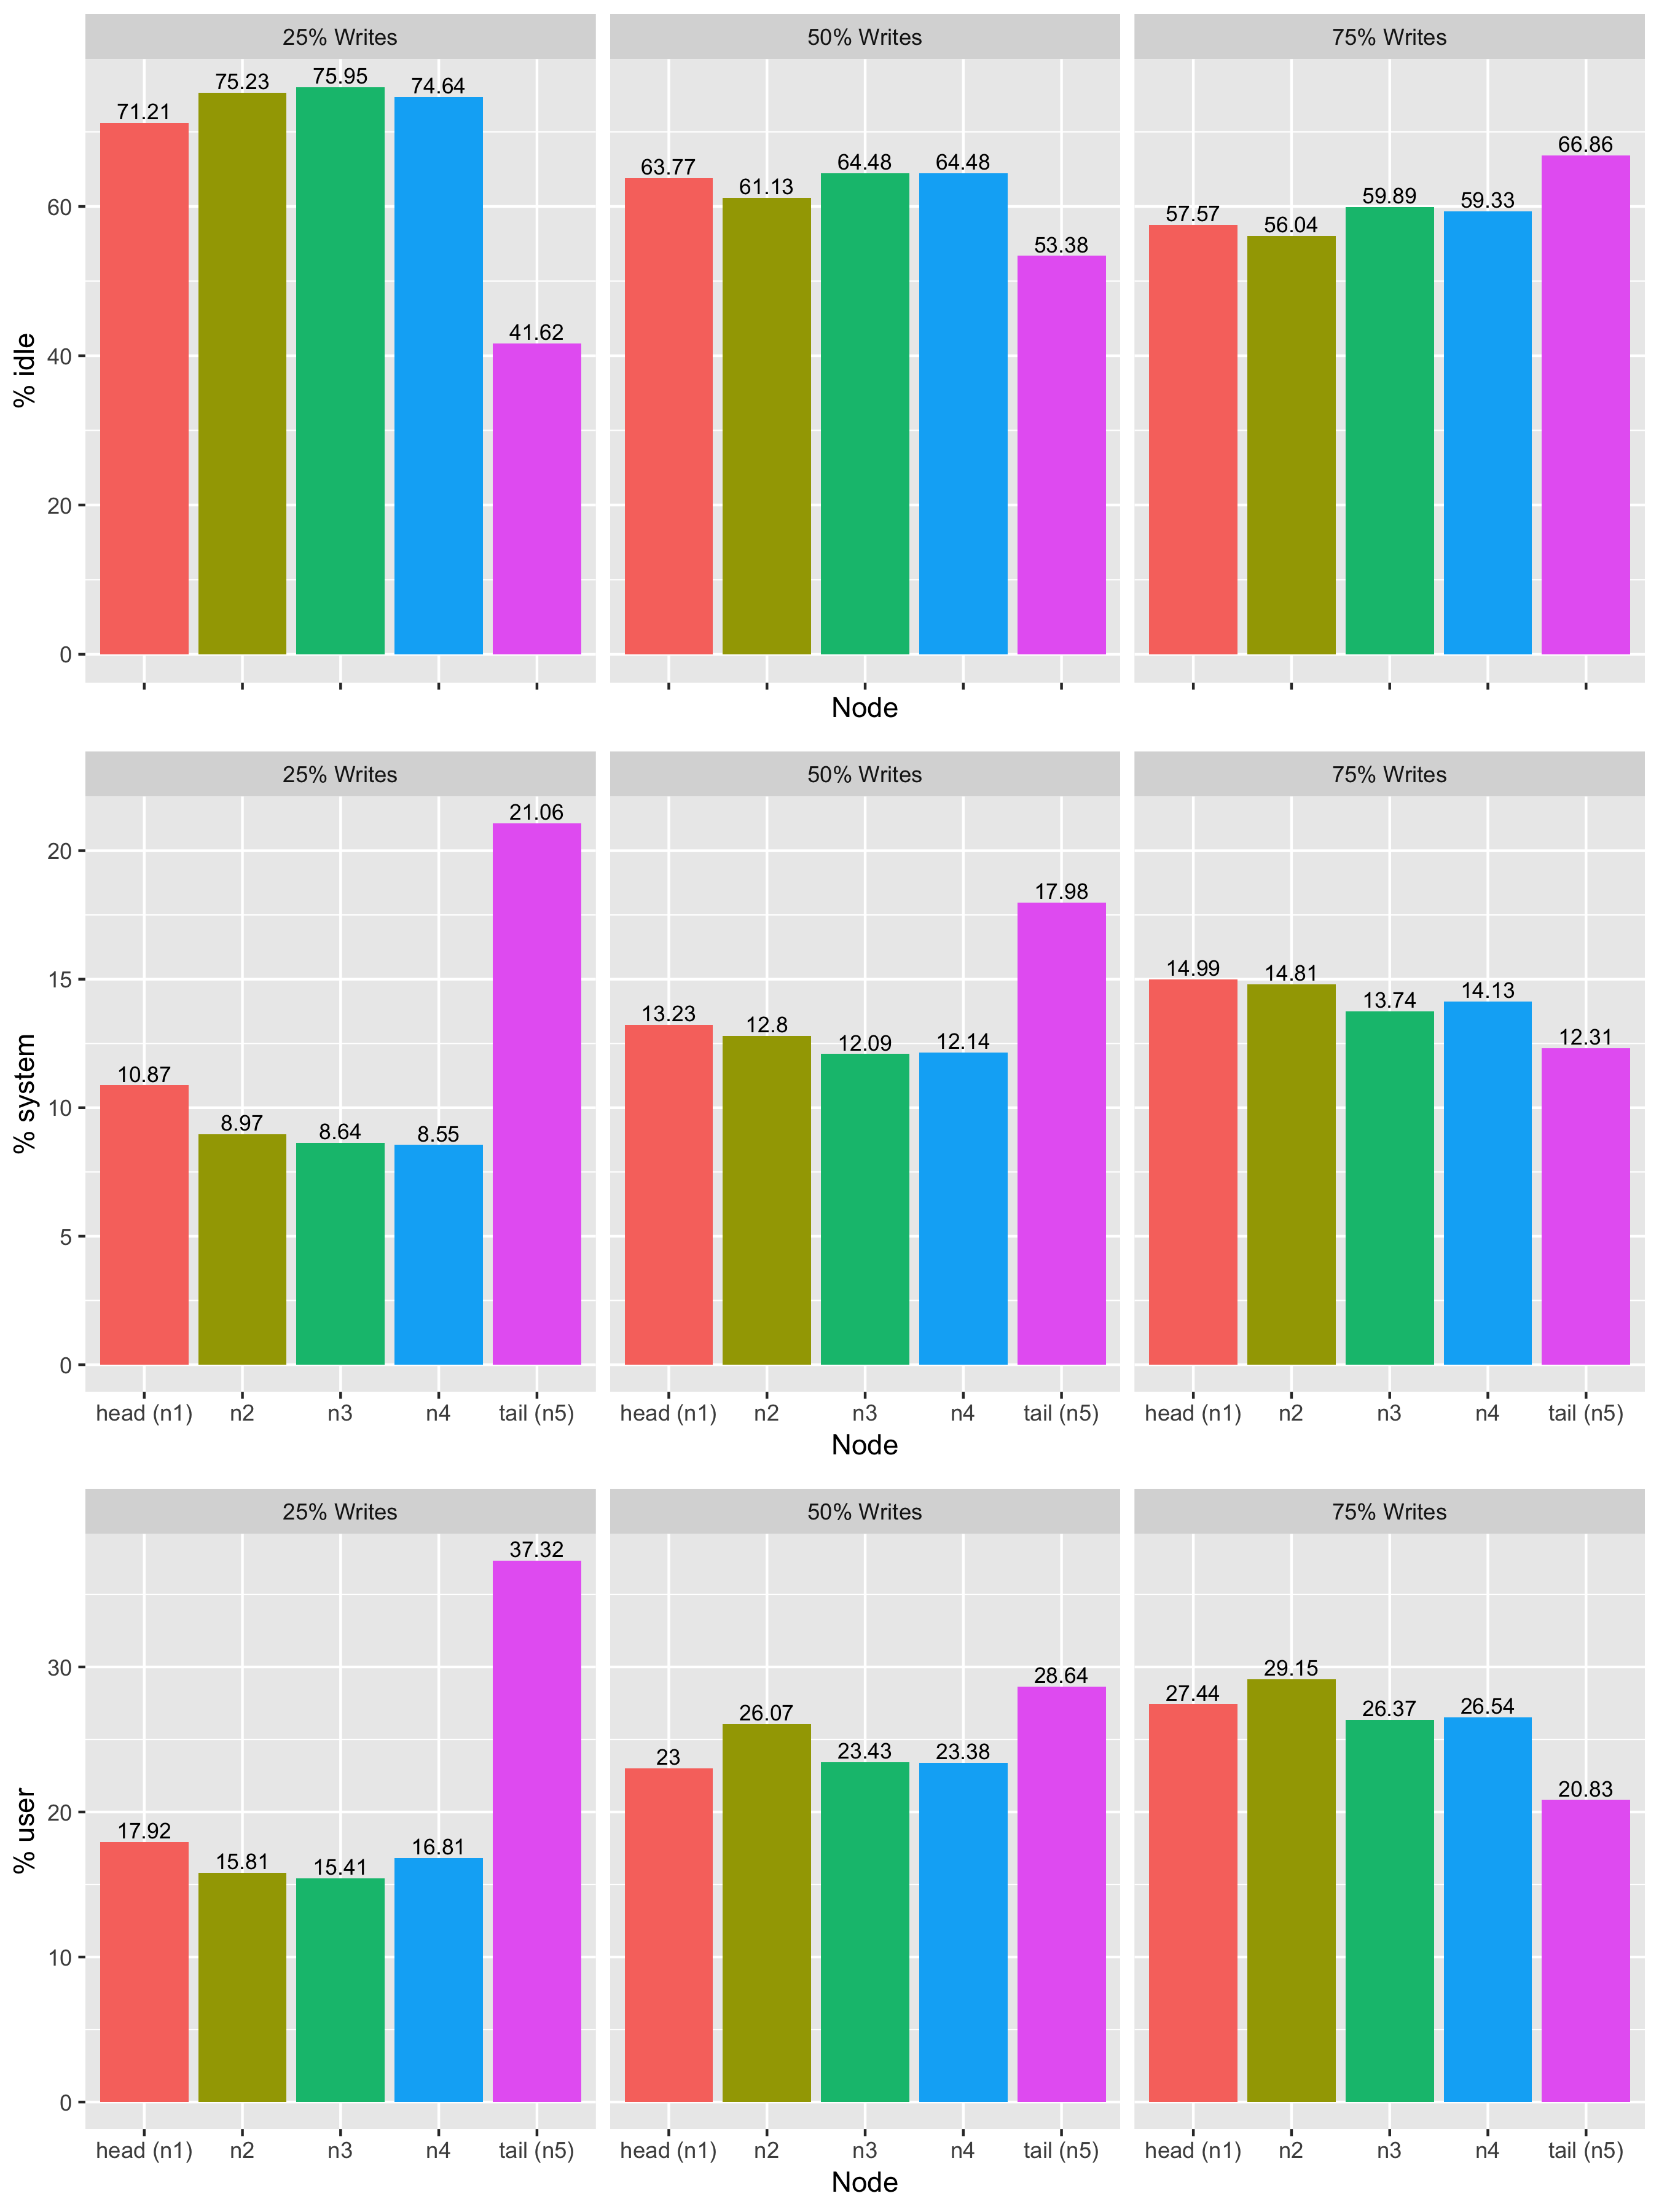 25% Writes 50% Writes 75% Writes
71.21 75.23 75.95 74.64 41.62
63.77 61.13 64.48 64.48 53.38
57.57 56.04 59.89 59.33 66.86
% idle
60
40
20
0
Node
25% Writes 50% Writes 75% Writes
10.87 8.97 8.64 8.55 21.06
13.23 12.8 12.09 12.14 17.98
14.99 14.81 13.74 14.13 12.31
% system
20
15
10
5
0
head (n1) n2 n3 n4 tail (n5) head (n1) n2 n3 n4 tail (n5) head (n1) n2 n3 n4 tail (n5)
Node
25% Writes 50% Writes 75% Writes
17.92 15.81 15.41 16.81 37.32
23 26.07 23.43 23.38 28.64
27.44 29.15 26.37 26.54 20.83
% user
30
20
10
0
head (n1) n2 n3 n4 tail (n5) head (n1) n2 n3 n4 tail (n5) head (n1) n2 n3 n4 tail (n5)
Node